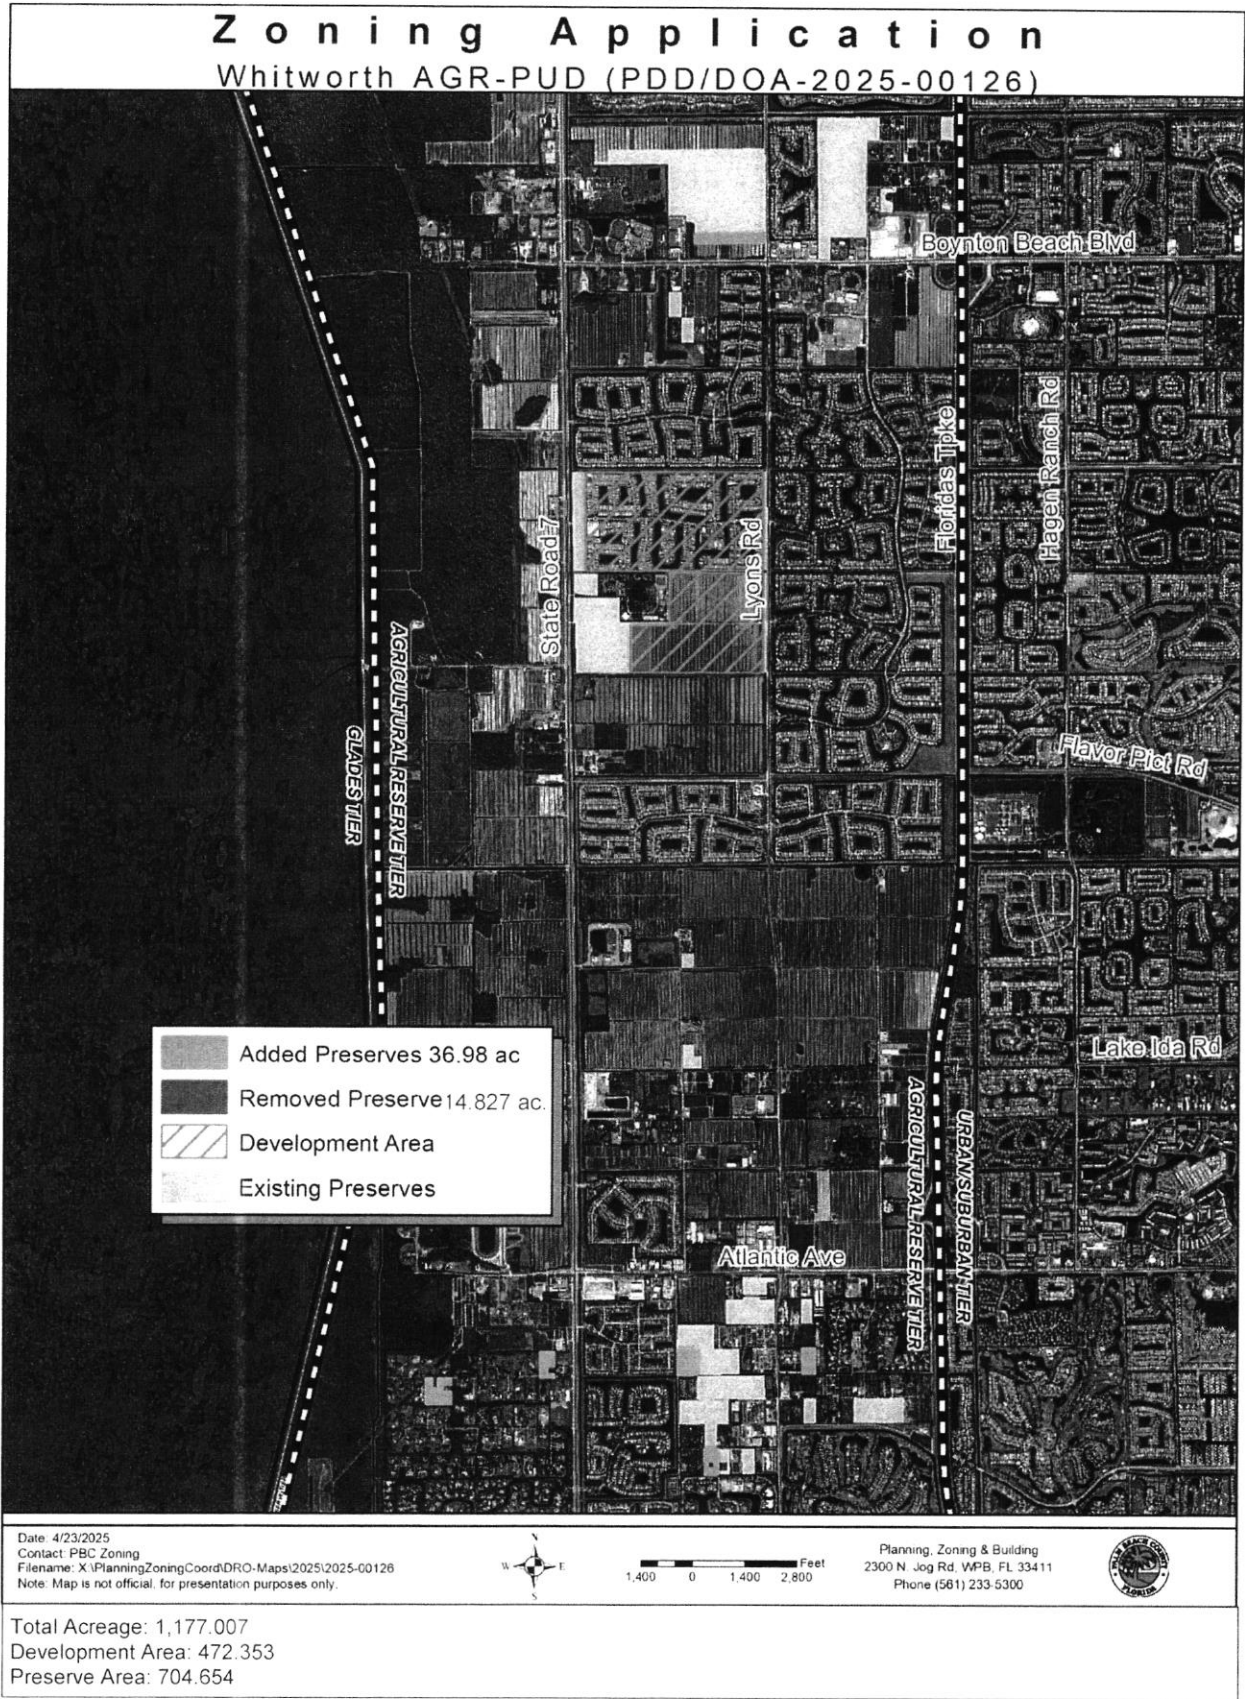 Zoning Application
Whitworth AGR-PUD (PDD/DOA-2025-00126)
Boynton Beach Blvd
Floridas Tpke
Hagen Ranch Rd
State Road 7
Lyons Rd
AGRICULTURAL RESERVE TIER
GLADES TIER
Flavor Pict Rd
Added Preserves 36.98 ac
Removed Preserve 14.827 ac.
Development Area
Existing Preserves
Lake Ida Rd
AGRICULTURAL RESERVE TIER
URBAN/SUBURBAN TIER
Atlantic Ave
Date: 4/23/2025
Contact: PBC Zoning
Filename: X:\PlanningZoningCoord\DRO-Maps\2025\2025-00126
Note: Map is not official, for presentation purposes only.
N
W E
S
Feet
1,400 0 1,400 2,800
Planning, Zoning & Building
2300 N. Jog Rd, WPB, FL 33411
Phone (561) 233-5300
PALM BEACH COUNTY
FLORIDA
Total Acreage: 1,177.007
Development Area: 472.353
Preserve Area: 704.654